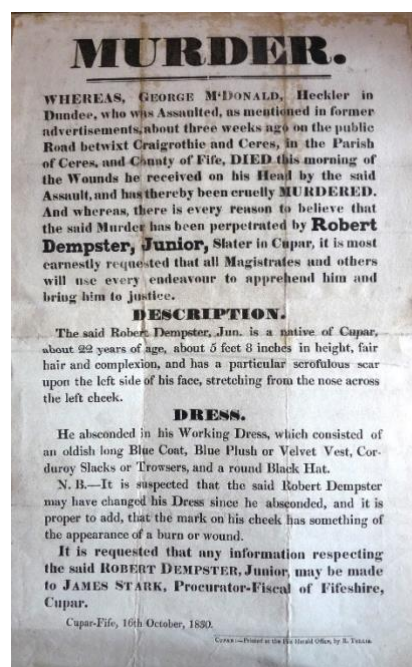 MURDER.
WHEREAS, GEORGE M'DONALD, Heckler in
Dundee, who was Assaulted, as mentioned in former
advertisements, about three weeks ago on the public
Road betwixt Craigrothie and Ceres, in the Parish
of Ceres, and County of Fife, DIED this morning of
the Wounds he received on his Head by the said
Assault, and has thereby been cruelly MURDERED.
And whereas, there is every reason to believe that
the said Murder has been perpetrated by Robert
Dempster, Junior, Slater in Cupar, it is most
earnestly requested that all Magistrates and others
will use every endeavour to apprehend him and
bring him to justice.
DESCRIPTION.
The said Robert Dempster, Jun. is a native of Cupar,
about 22 years of age, about 5 feet 8 inches in height, fair
hair and complexion, and has a particular scrofulous scar
upon the left side of his face, stretching from the nose across
the left cheek.
DRESS.
He absconded in his Working Dress, which consisted of
an oldish long Blue Coat, Blue Plush or Velvet Vest, Cor-
duroy Slacks or Trowsers, and a round Black Hat.
N. B.—It is suspected that the said Robert Dempster
may have changed his Dress since he absconded, and it is
proper to add, that the mark on his cheek has something of
the appearance of a burn or wound.
It is requested that any information respecting
the said ROBERT DEMPSTER, Junior, may be made
to JAMES STARK, Procurator-Fiscal of Fifeshire,
Cupar.
Cupar-Fife, 16th October, 1830.
CUPAR:—Printed at the Fife Herald Office, by R. TULLIS.